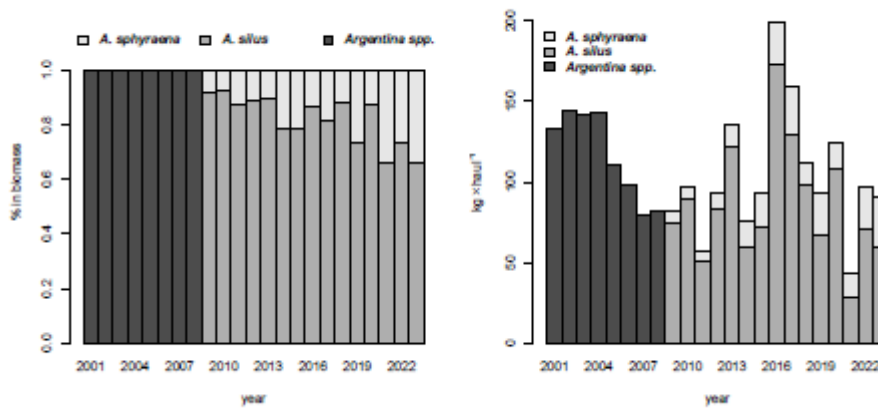 A. sphyraena A. silus Argentina spp.
1.0
0.8
0.6
0.4
0.2
0.0
% in biomass
2001 2004 2007 2010 2013 2016 2019 2022
year
A. sphyraena
A. silus
Argentina spp.
200
150
100
50
0
kg × haul⁻¹
2001 2004 2007 2010 2013 2016 2019 2022
year